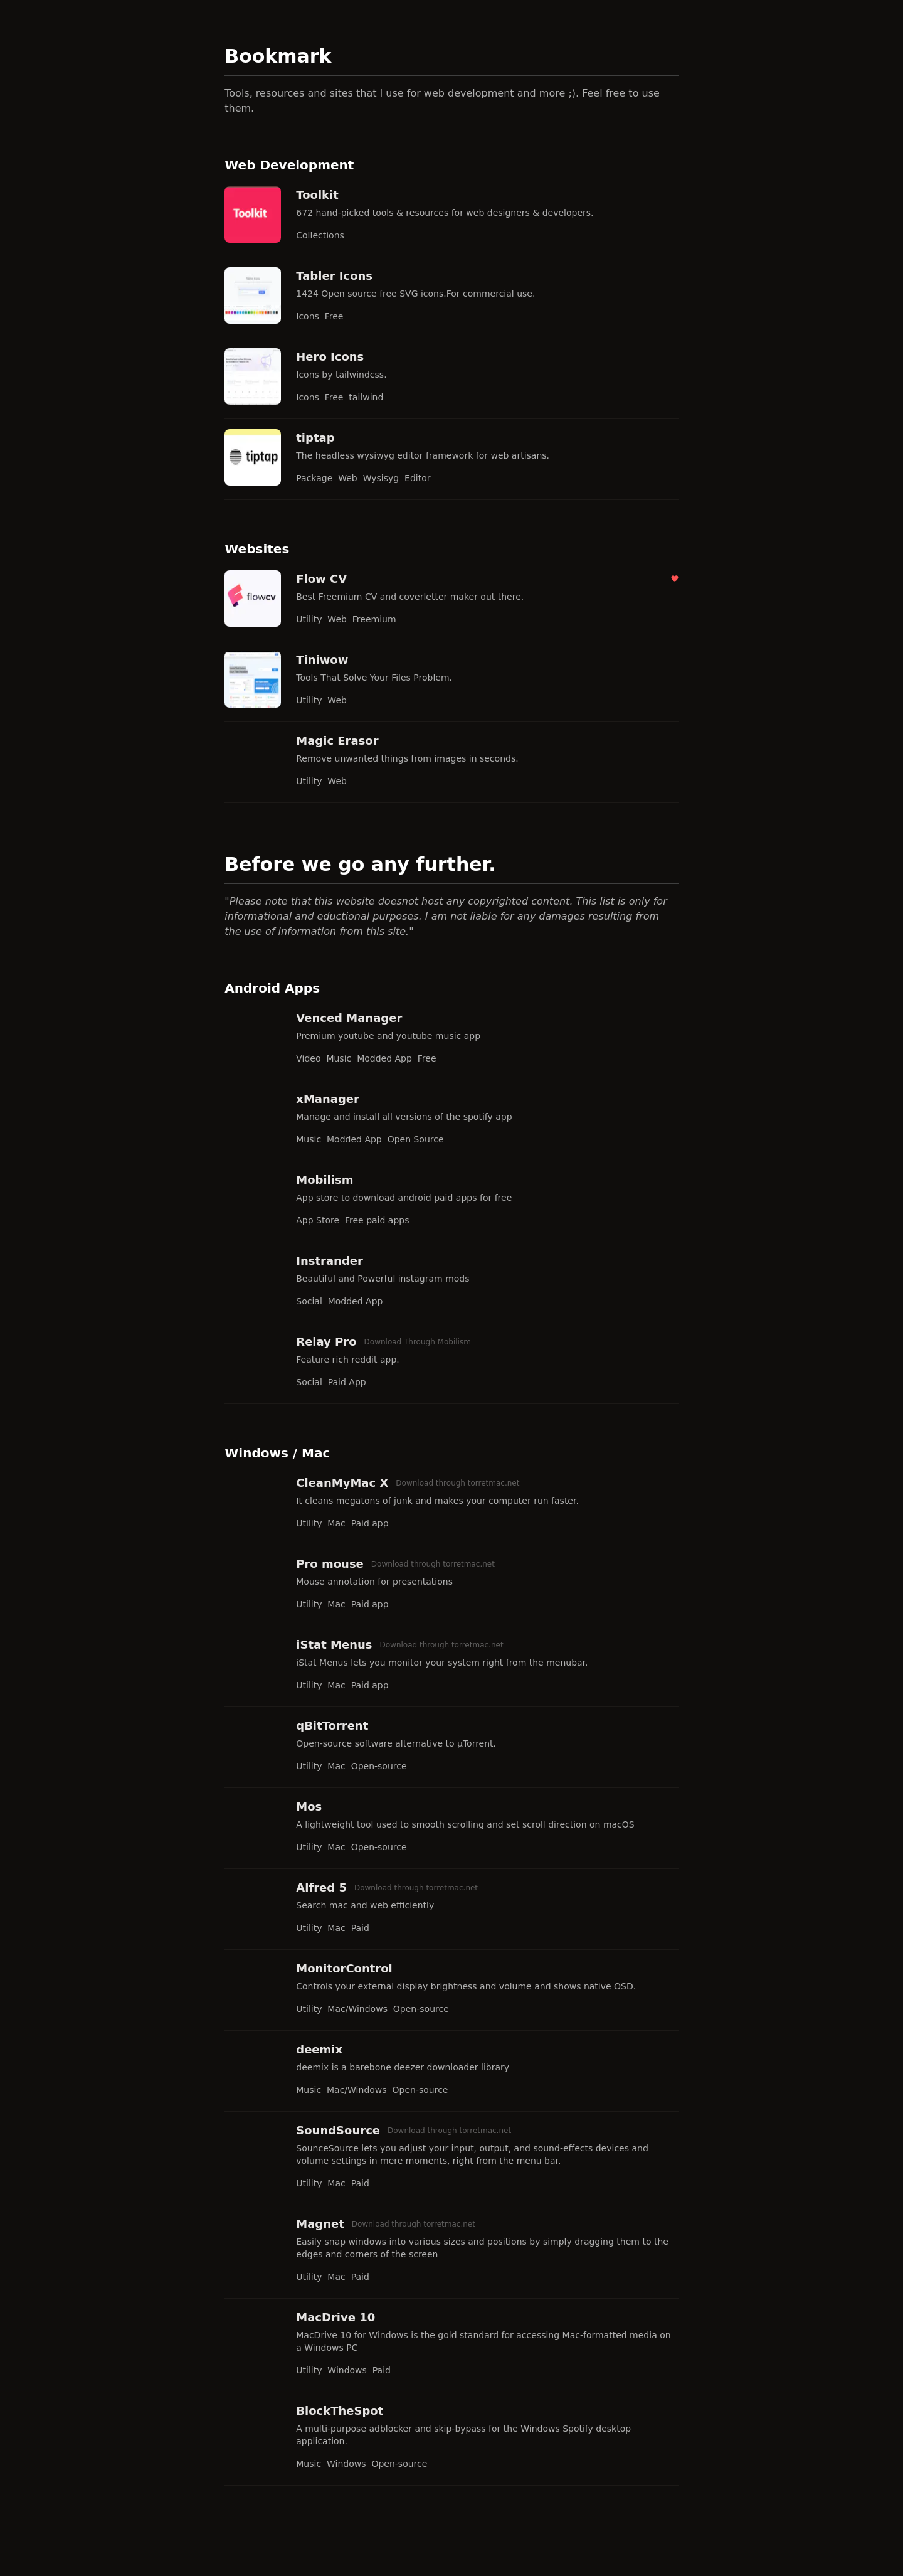 Bookmark
Tools, resources and sites that I use for web development and more ;). Feel free to use
them.
Web Development
Toolkit
Toolkit
672 hand-picked tools & resources for web designers & developers.
Collections
Tabler Icons
1424 Open source free SVG icons.For commercial use.
Icons Free
Hero Icons
Icons by tailwindcss.
Icons Free tailwind
tiptap
tiptap
The headless wysiwyg editor framework for web artisans.
Package Web Wysisyg Editor
Websites
flowcv
Flow CV
Best Freemium CV and coverletter maker out there.
Utility Web Freemium
Tiniwow
Tools That Solve Your Files Problem.
Utility Web
Magic Erasor
Remove unwanted things from images in seconds.
Utility Web
Before we go any further.
"Please note that this website doesnot host any copyrighted content. This list is only for
informational and eductional purposes. I am not liable for any damages resulting from
the use of information from this site."
Android Apps
Venced Manager
Premium youtube and youtube music app
Video Music Modded App Free
xManager
Manage and install all versions of the spotify app
Music Modded App Open Source
Mobilism
App store to download android paid apps for free
App Store Free paid apps
Instrander
Beautiful and Powerful instagram mods
Social Modded App
Relay Pro Download Through Mobilism
Feature rich reddit app.
Social Paid App
Windows / Mac
CleanMyMac X Download through torretmac.net
It cleans megatons of junk and makes your computer run faster.
Utility Mac Paid app
Pro mouse Download through torretmac.net
Mouse annotation for presentations
Utility Mac Paid app
iStat Menus Download through torretmac.net
iStat Menus lets you monitor your system right from the menubar.
Utility Mac Paid app
qBitTorrent
Open-source software alternative to µTorrent.
Utility Mac Open-source
Mos
A lightweight tool used to smooth scrolling and set scroll direction on macOS
Utility Mac Open-source
Alfred 5 Download through torretmac.net
Search mac and web efficiently
Utility Mac Paid
MonitorControl
Controls your external display brightness and volume and shows native OSD.
Utility Mac/Windows Open-source
deemix
deemix is a barebone deezer downloader library
Music Mac/Windows Open-source
SoundSource Download through torretmac.net
SounceSource lets you adjust your input, output, and sound-effects devices and
volume settings in mere moments, right from the menu bar.
Utility Mac Paid
Magnet Download through torretmac.net
Easily snap windows into various sizes and positions by simply dragging them to the
edges and corners of the screen
Utility Mac Paid
MacDrive 10
MacDrive 10 for Windows is the gold standard for accessing Mac-formatted media on
a Windows PC
Utility Windows Paid
BlockTheSpot
A multi-purpose adblocker and skip-bypass for the Windows Spotify desktop
application.
Music Windows Open-source